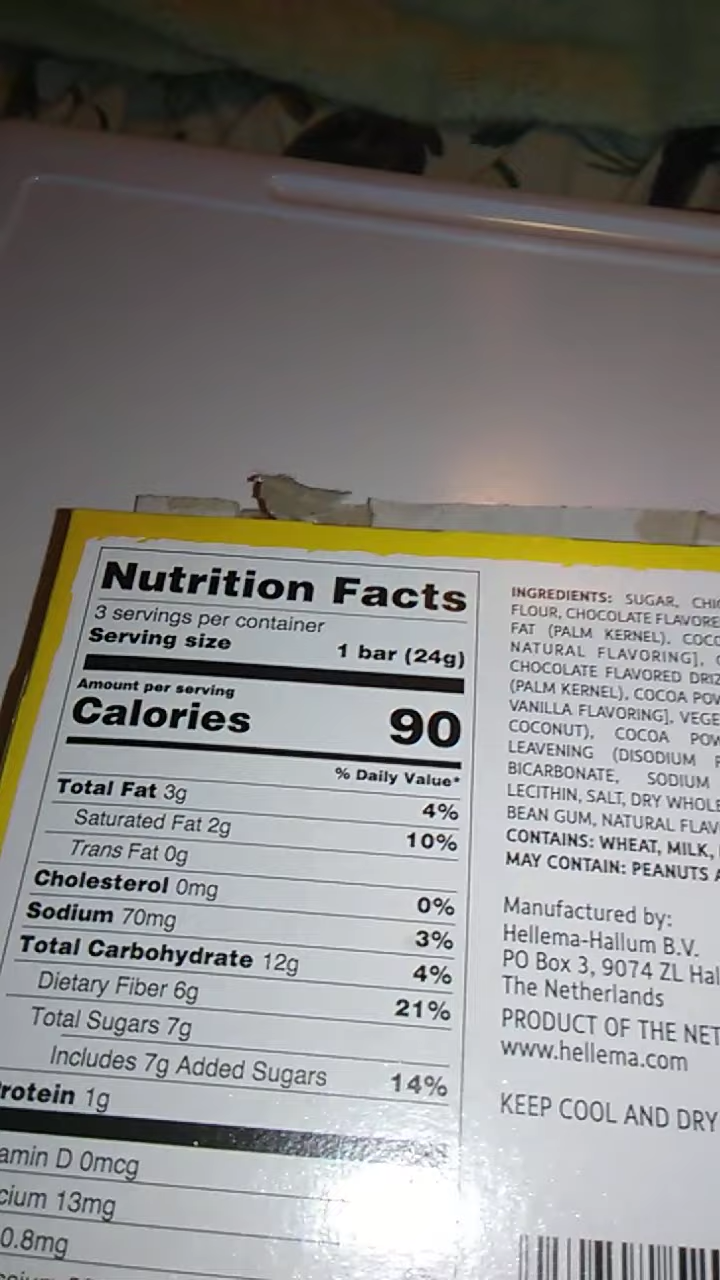 Nutrition Facts
3 servings per container
Serving size 1 bar (24g)
Amount per serving
Calories 90
% Daily Value*
Total Fat 3g 4%
Saturated Fat 2g 10%
Trans Fat 0g
Cholesterol 0mg 0%
Sodium 70mg 3%
Total Carbohydrate 12g 4%
Dietary Fiber 6g 21%
Total Sugars 7g
Includes 7g Added Sugars 14%
rotein 1g
amin D 0mcg
cium 13mg
0.8mg
INGREDIENTS: SUGAR, CHIC
FLOUR, CHOCOLATE FLAVORE
FAT (PALM KERNEL), COCO
NATURAL FLAVORING],
CHOCOLATE FLAVORED DRIZ
(PALM KERNEL), COCOA POW
VANILLA FLAVORING], VEGE
COCONUT), COCOA POW
LEAVENING (DISODIUM P
BICARBONATE, SODIUM
LECITHIN, SALT, DRY WHOLE
BEAN GUM, NATURAL FLAV
CONTAINS: WHEAT, MILK,
MAY CONTAIN: PEANUTS A
Manufactured by:
Hellema-Hallum B.V.
PO Box 3, 9074 ZL Hal
The Netherlands
PRODUCT OF THE NET
www.hellema.com
KEEP COOL AND DRY